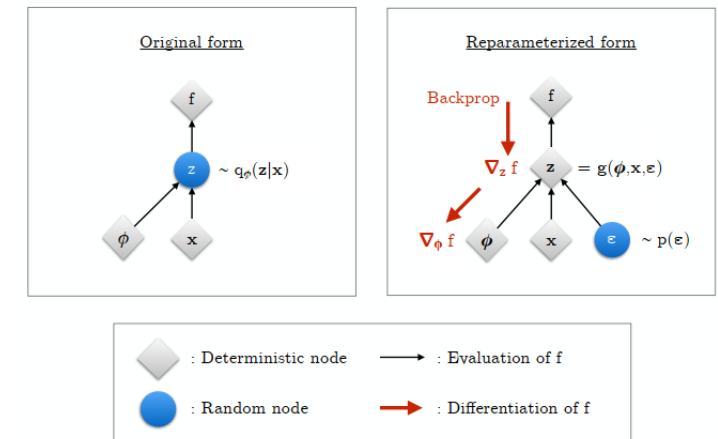 Original form
f
z ~ qϕ(z|x)
ϕ x
Reparameterized form
Backprop f
∇z f z = g(ϕ,x,ε)
∇ϕ f ϕ x ε ~ p(ε)
: Deterministic node : Evaluation of f
: Random node : Differentiation of f